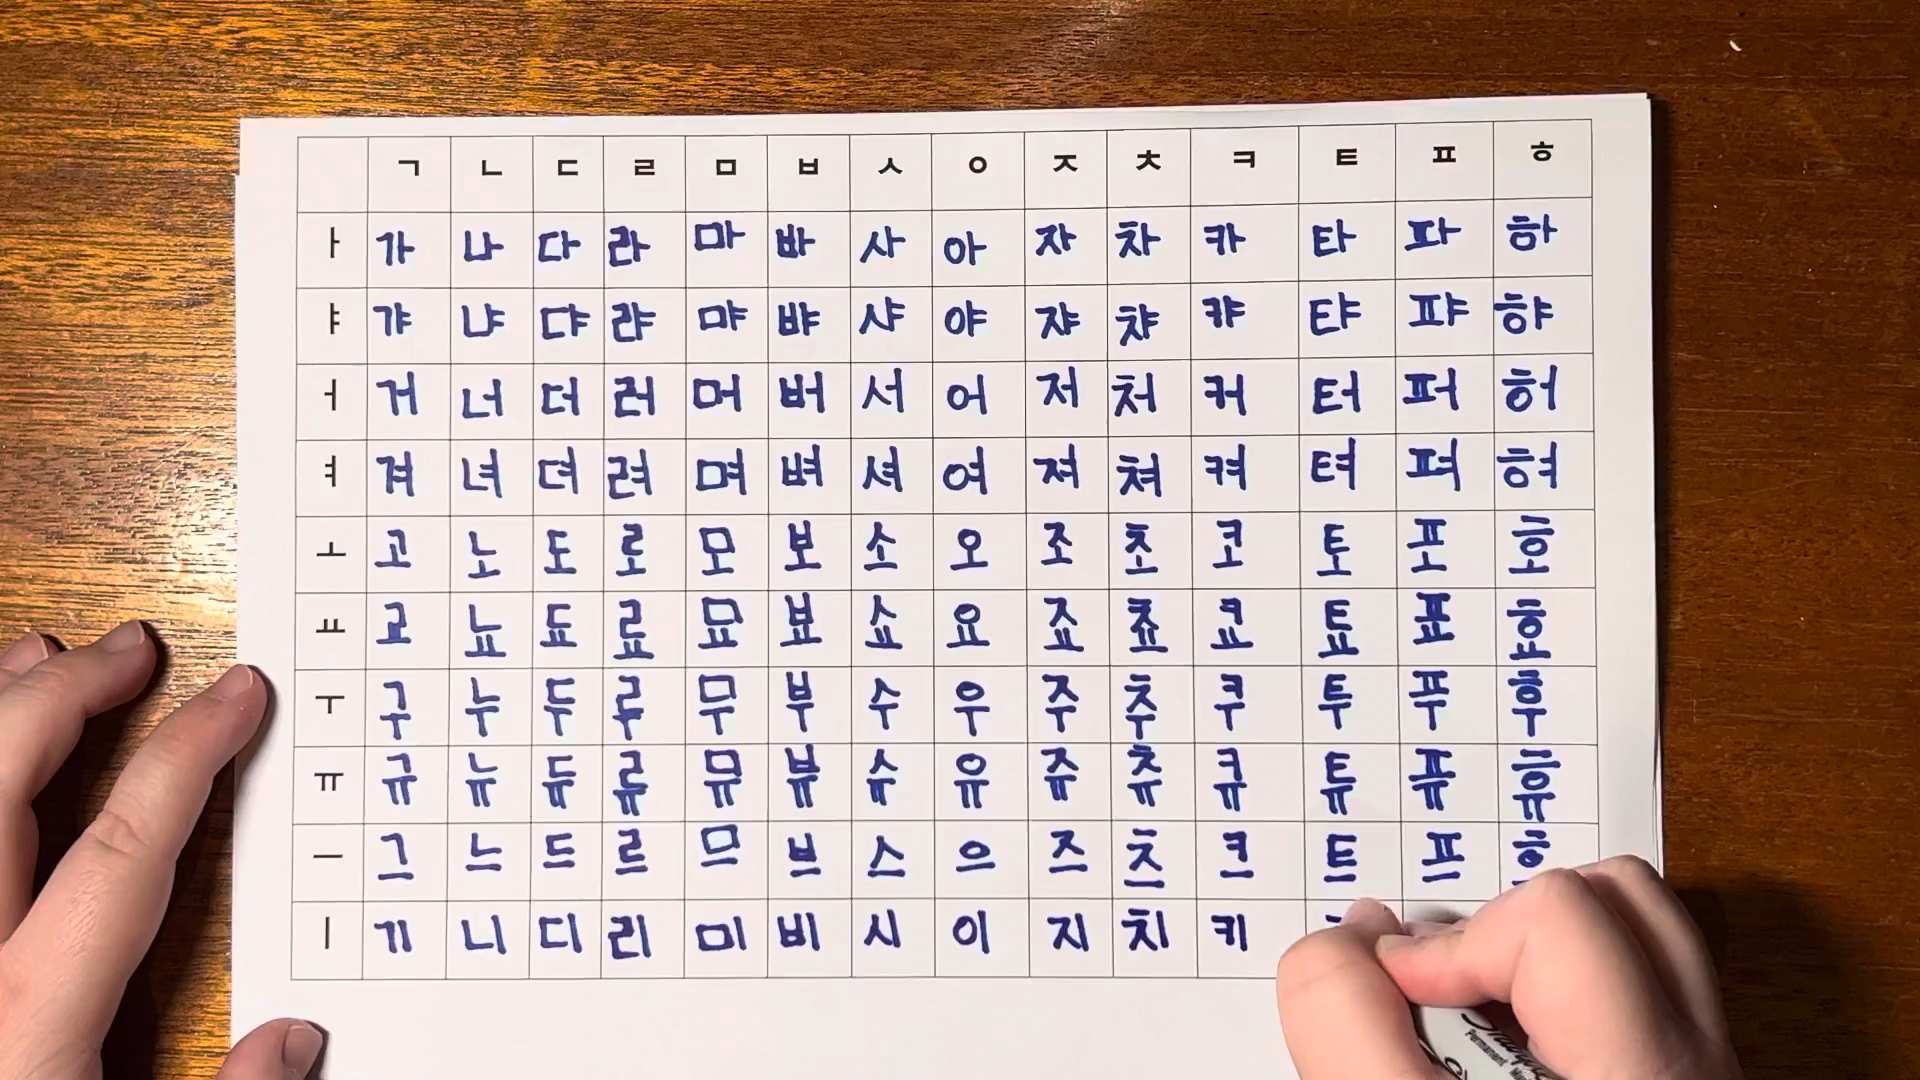 ㄱ ㄴ ㄷ ㄹ ㅁ ㅂ ㅅ ㅇ ㅈ ㅊ ㅋ ㅌ ㅍ ㅎ
ㅏ 가 나 다 라 마 바 사 아 자 차 카 타 파 하
ㅑ 갸 냐 댜 랴 먀 뱌 샤 야 쟈 챠 캬 탸 퍄 햐
ㅓ 거 너 더 러 머 버 서 어 저 처 커 터 퍼 허
ㅕ 겨 녀 뎌 려 며 벼 셔 여 져 쳐 켜 텨 펴 혀
ㅗ 고 노 도 로 모 보 소 오 조 초 코 토 포 호
ㅛ 교 뇨 됴 료 묘 뵤 쇼 요 죠 쵸 쿄 툐 표 효
ㅜ 구 누 두 루 무 부 수 우 주 추 쿠 투 푸 후
ㅠ 규 뉴 듀 류 뮤 뷰 슈 유 쥬 츄 큐 튜 퓨 휴
ㅡ 그 느 드 르 므 브 스 으 즈 츠 크 트 프 흐
ㅣ 기 니 디 리 미 비 시 이 지 치 키
Permanent